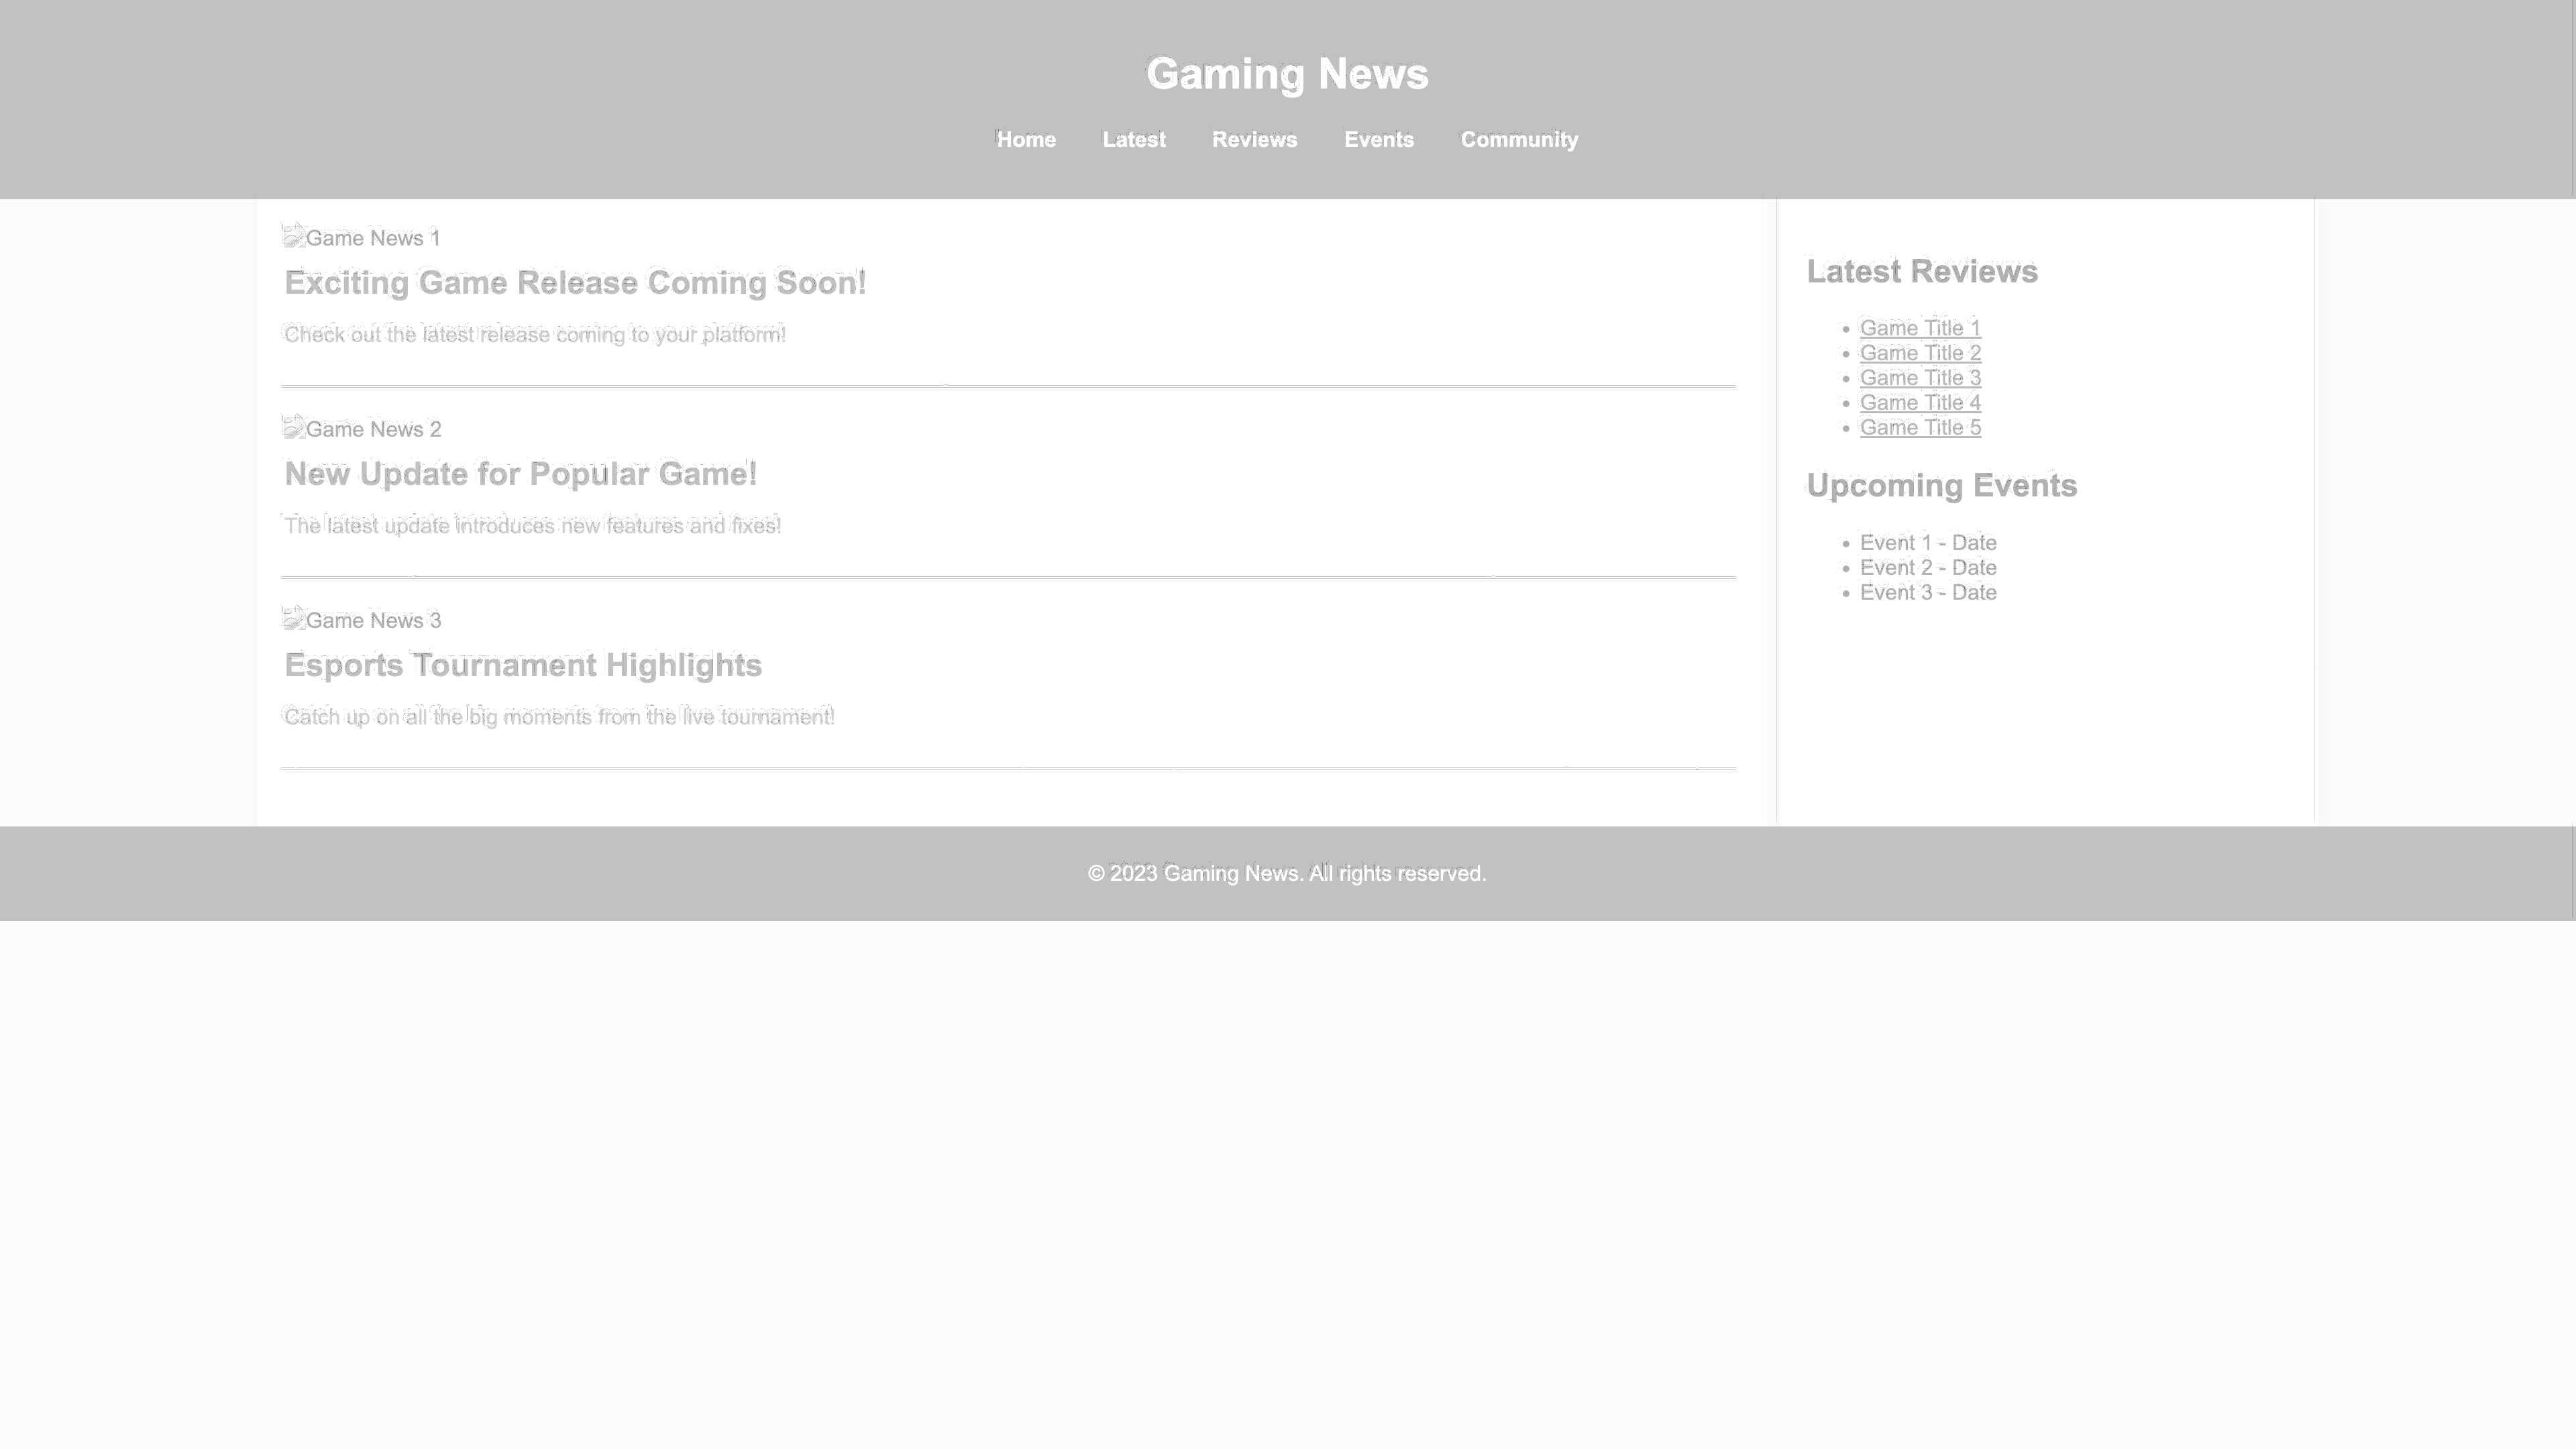 Gaming News
Home Latest Reviews Events Community
Game News 1
Exciting Game Release Coming Soon!
Check out the latest release coming to your platform!
Game News 2
New Update for Popular Game!
The latest update introduces new features and fixes!
Game News 3
Esports Tournament Highlights
Catch up on all the big moments from the live tournament!
Latest Reviews
Game Title 1
Game Title 2
Game Title 3
Game Title 4
Game Title 5
Upcoming Events
Event 1 - Date
Event 2 - Date
Event 3 - Date
© 2023 Gaming News. All rights reserved.